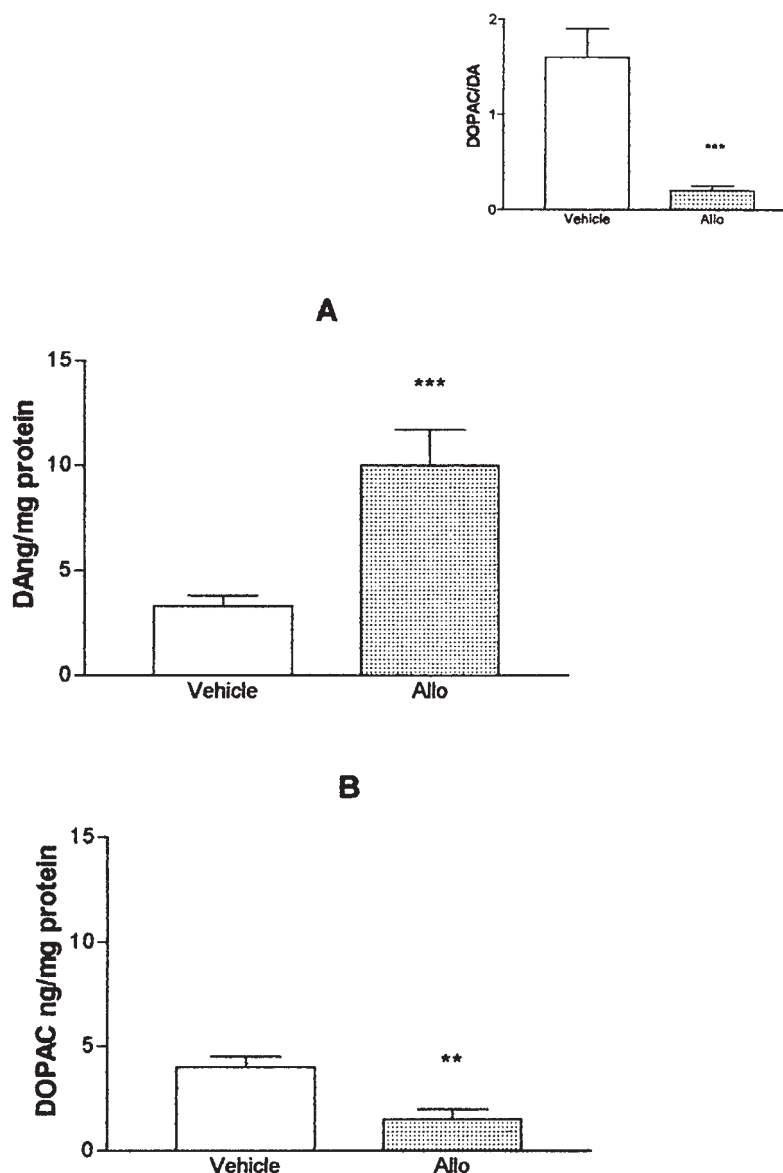 2
DOPAC/DA
1
***
0
Vehicle Allo
A
15
***
DAng/mg protein
10
5
0
Vehicle Allo
B
15
DOPAC ng/mg protein
10
5
**
0
Vehicle Allo